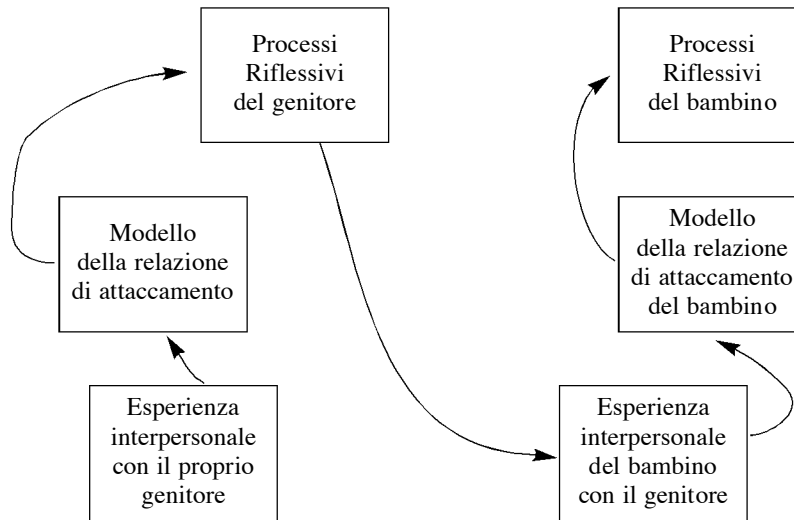 Processi
Riflessivi
del genitore
Processi
Riflessivi
del bambino
Modello
della relazione
di attaccamento
Modello
della relazione
di attaccamento
del bambino
Esperienza
interpersonale
con il proprio
genitore
Esperienza
interpersonale
del bambino
con il genitore